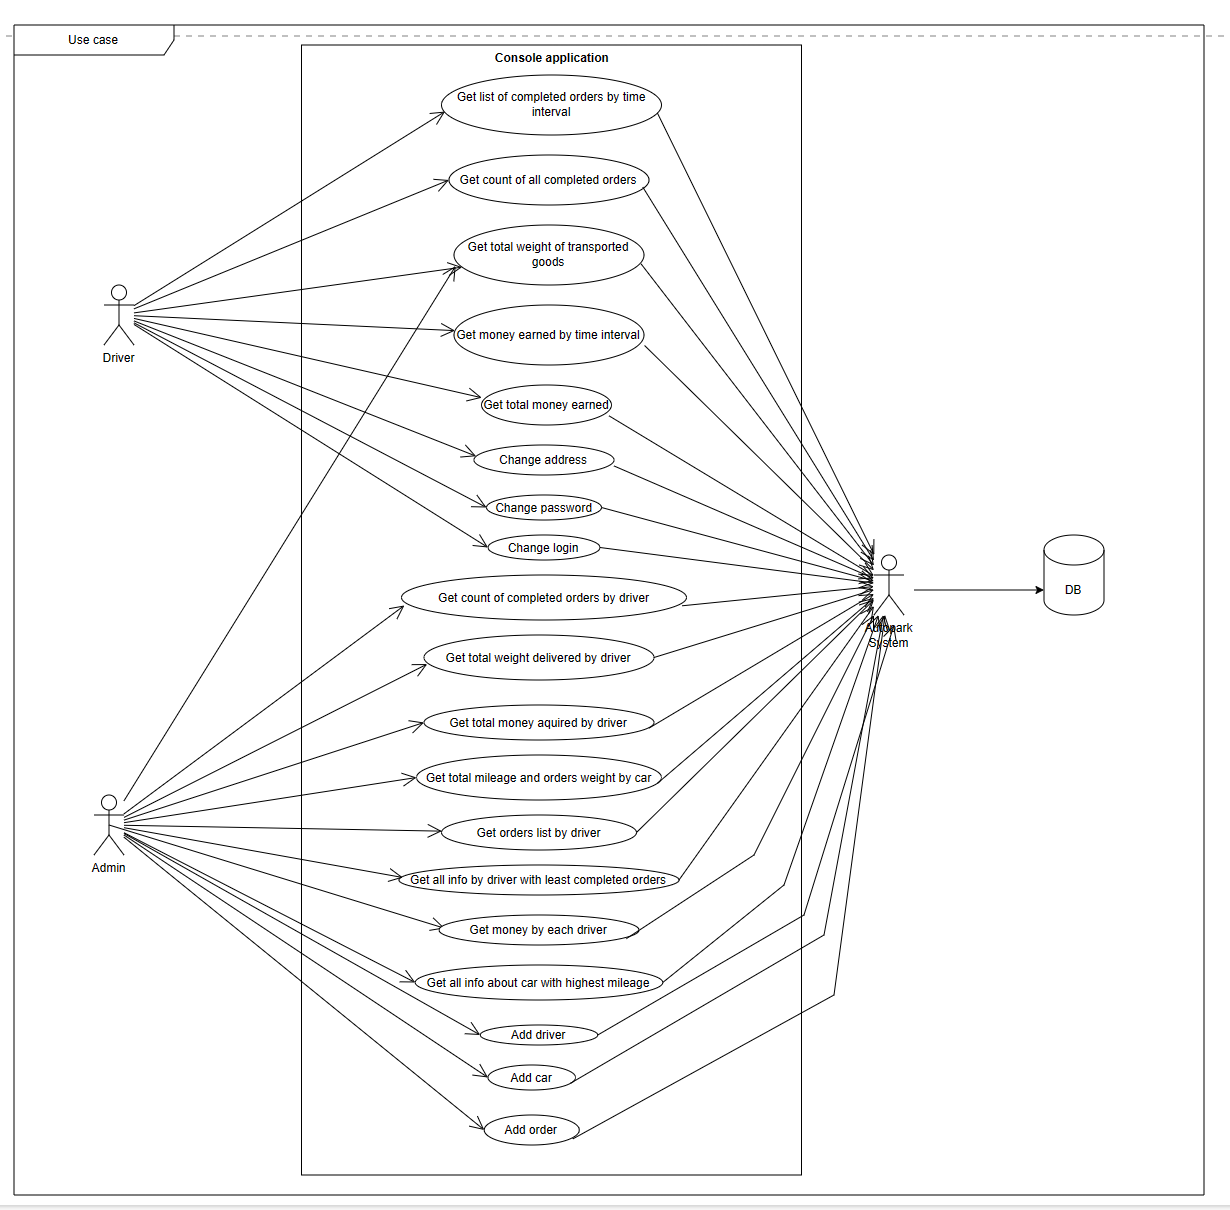 Use case
Console application
Get list of completed orders by time
interval
Get count of all completed orders
Get total weight of transported
goods
Get money earned by time interval
Driver
Get total money earned
Change address
Change password
Change login
DB
Get count of completed orders by driver
Autopark
System
Get total weight delivered by driver
Get total money aquired by driver
Get total mileage and orders weight by car
Get orders list by driver
Admin
Get all info by driver with least completed orders
Get money by each driver
Get all info about car with highest mileage
Add driver
Add car
Add order